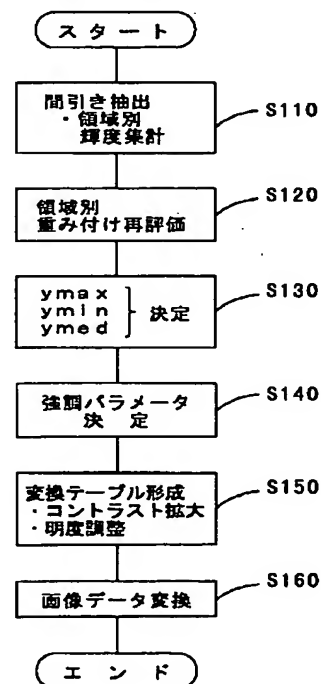 スタート
間引き抽出
・領域別
輝度集計
S110
領域別
重み付け再評価
S120
ymax
ymin
ymed
決定
S130
強調パラメータ
決定
S140
変換テーブル形成
・コントラスト拡大
・明度調整
S150
画像データ変換
S160
エンド